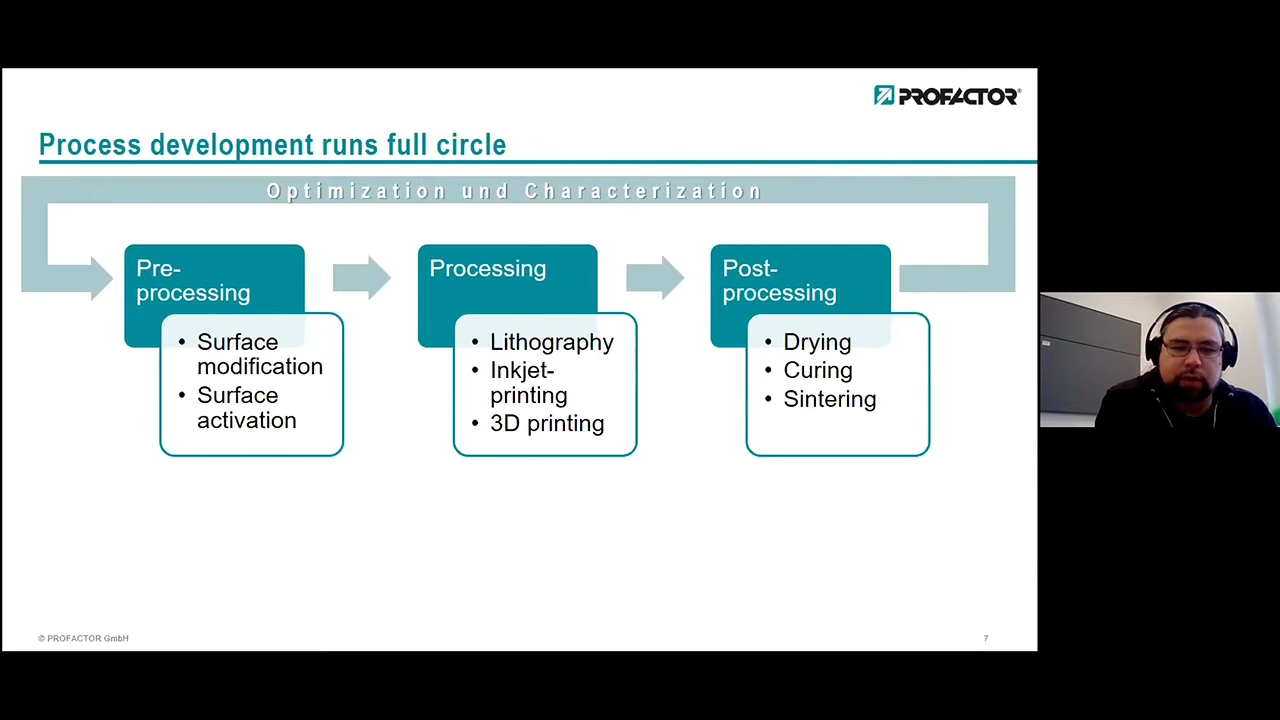 PROFACTOR
Process development runs full circle
Optimization und Characterization
Pre-
processing
• Surface
modification
• Surface
activation
Processing
• Lithography
• Inkjet-
printing
• 3D printing
Post-
processing
• Drying
• Curing
• Sintering
© PROFACTOR GmbH
7